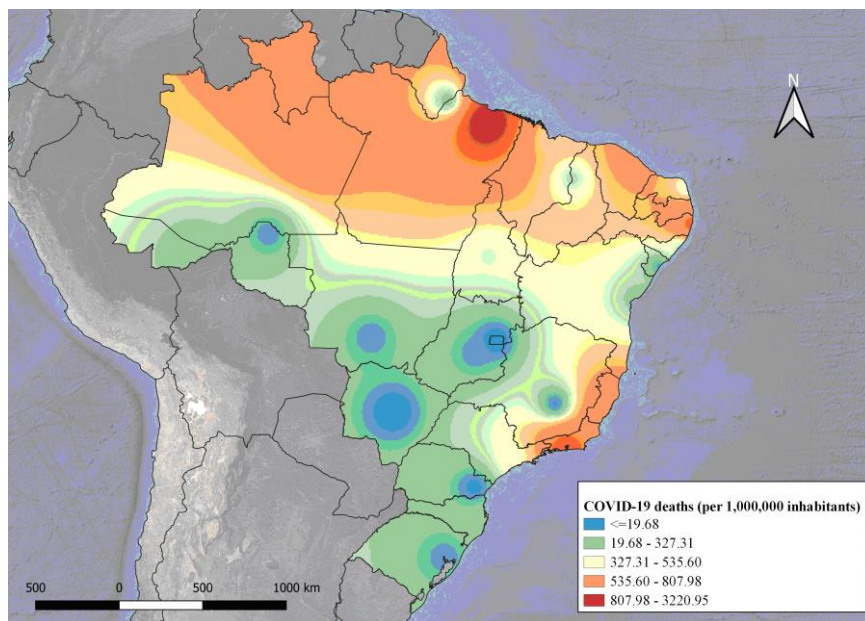 N
COVID-19 deaths (per 1,000,000 inhabitants)
<=19.68
19.68 - 327.31
327.31 - 535.60
535.60 - 807.98
807.98 - 3220.95
500 0 500 1000 km